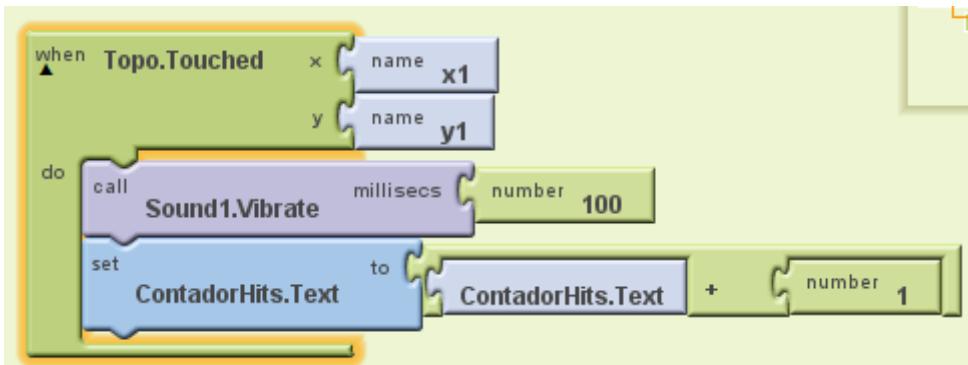 when Topo.Touched x name x1
y name y1
do
call Sound1.Vibrate millisecs number 100
set ContadorHits.Text to ContadorHits.Text + number 1